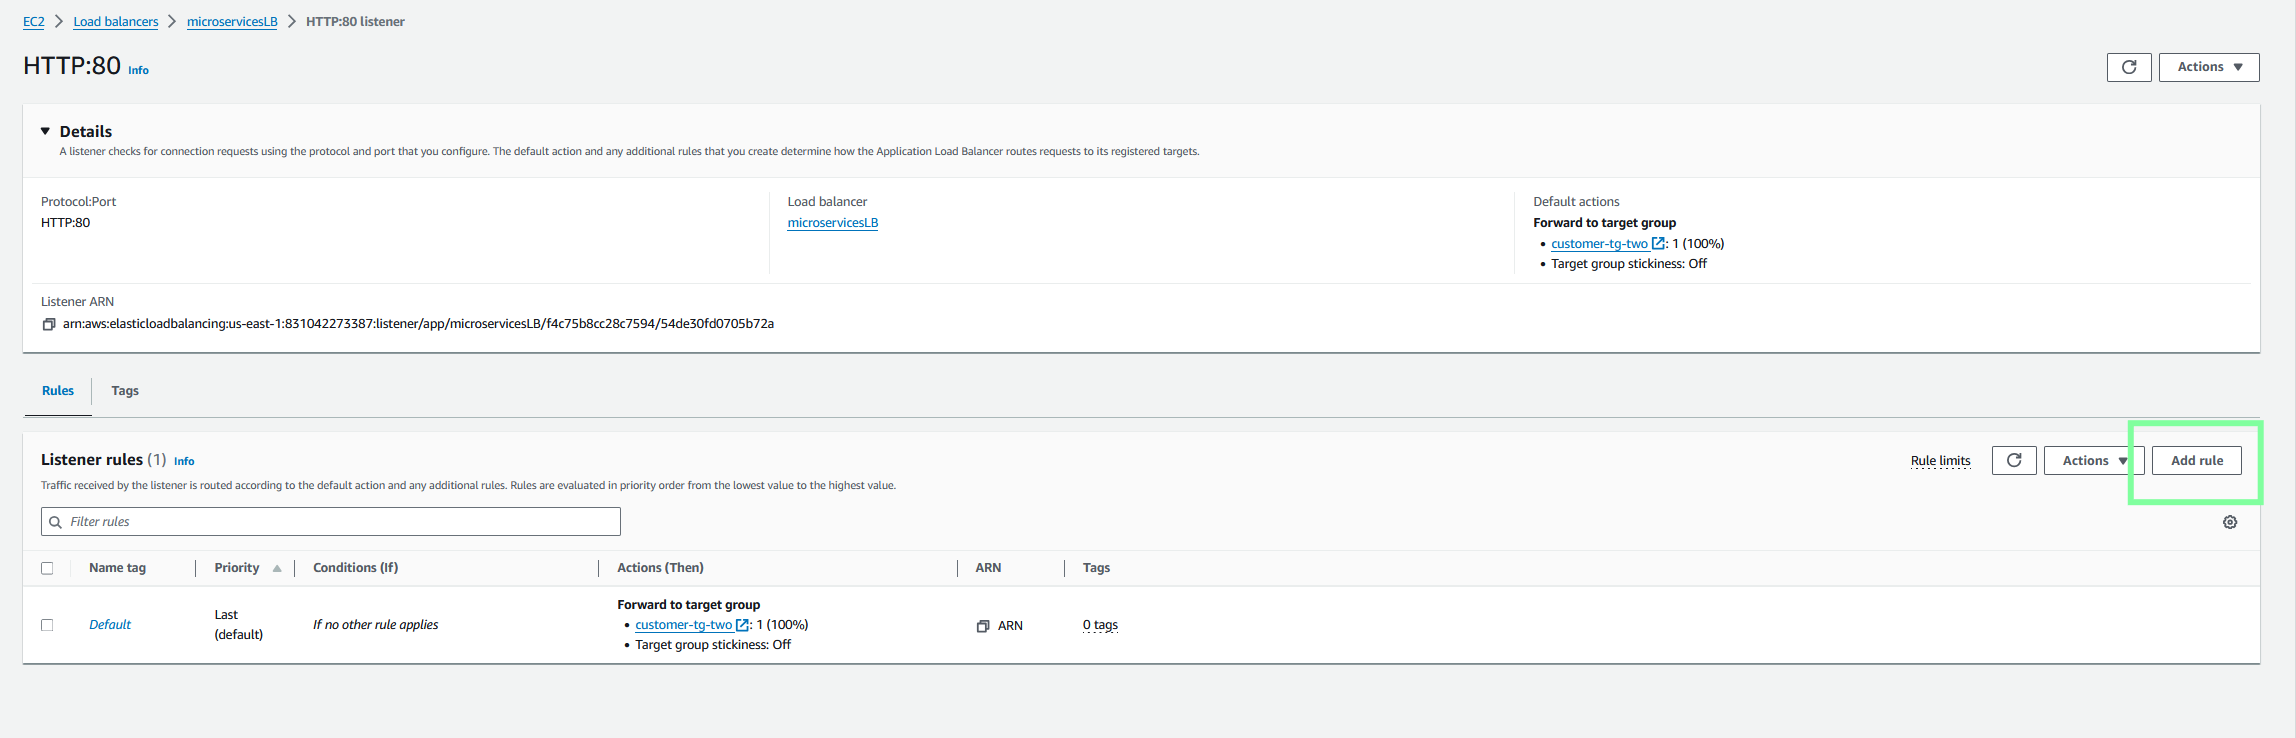 EC2 > Load balancers > microservicesLB > HTTP:80 listener
HTTP:80 Info
Actions
Details
A listener checks for connection requests using the protocol and port that you configure. The default action and any additional rules that you create determine how the Application Load Balancer routes requests to its registered targets.
Protocol:Port
HTTP:80
Load balancer
microservicesLB
Default actions
Forward to target group
• customer-tg-two : 1 (100%)
• Target group stickiness: Off
Listener ARN
arn:aws:elasticloadbalancing:us-east-1:831042273387:listener/app/microservicesLB/f4c75b8cc28c7594/54de30fd0705b72a
Rules
Tags
Listener rules (1) Info
Rule limits
Actions
Add rule
Traffic received by the listener is routed according to the default action and any additional rules. Rules are evaluated in priority order from the lowest value to the highest value.
Filter rules
Name tag Priority Conditions (If) Actions (Then) ARN Tags
Default
Last
(default)
If no other rule applies
Forward to target group
• customer-tg-two : 1 (100%)
• Target group stickiness: Off
ARN
0 tags